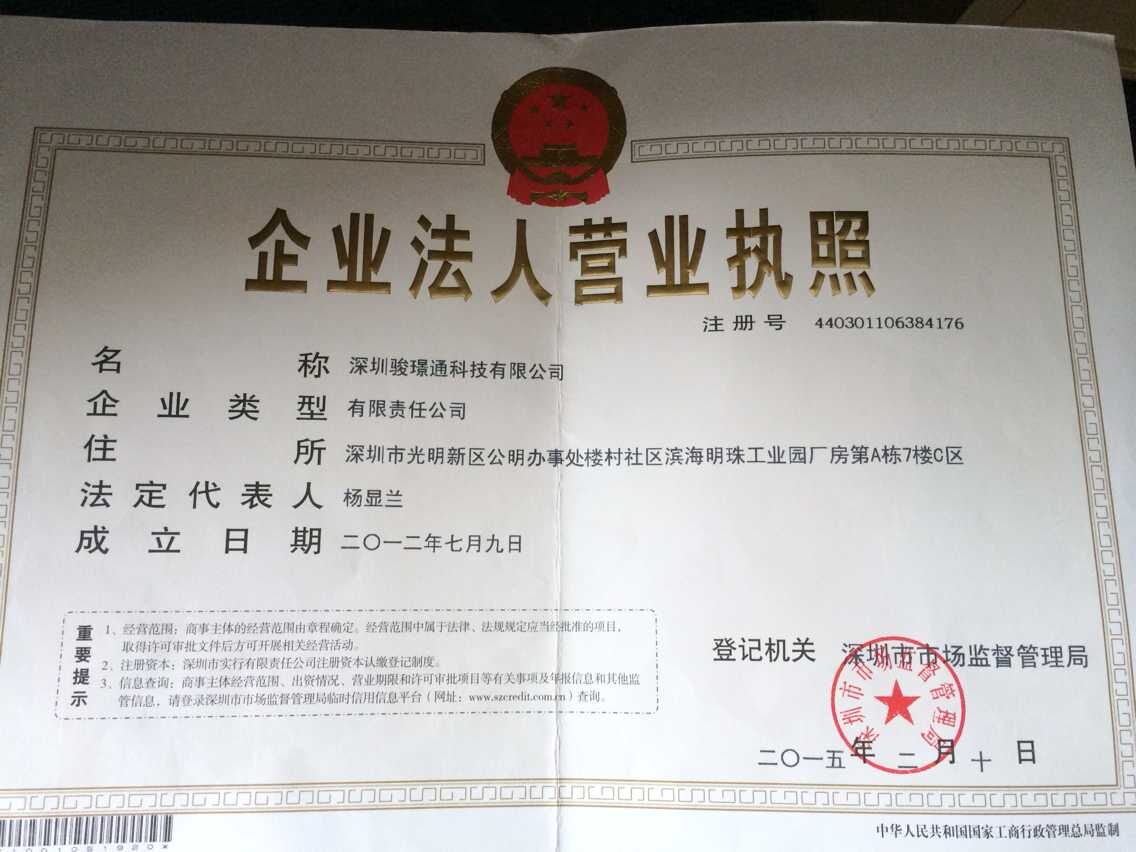 企业法人营业执照
注册号 440301106384176
名称 深圳骏璟通科技有限公司
企业类型 有限责任公司
住所 深圳市光明新区公明办事处楼村社区滨海明珠工业园厂房第A栋7楼C区
法定代表人 杨显兰
成立日期 二〇一二年七月九日
重要提示
1、经营范围：商事主体的经营范围由章程确定。经营范围中属于法律、法规规定应当经批准的项目，
取得许可审批文件后方可开展相关经营活动。
2、注册资本：深圳市实行有限责任公司注册资本认缴登记制度。
3、信息查询：商事主体经营范围、出资情况、营业期限和许可审批项目等有关事项及年报信息和其他监
管信息，请登录深圳市市场监督管理局临时信用信息平台（网址：www.szcredit.com.cn）查询。
登记机关 深圳市市场监督管理局
深圳市市场监督管理局
二〇一五年二月十日
中华人民共和国国家工商行政管理总局监制